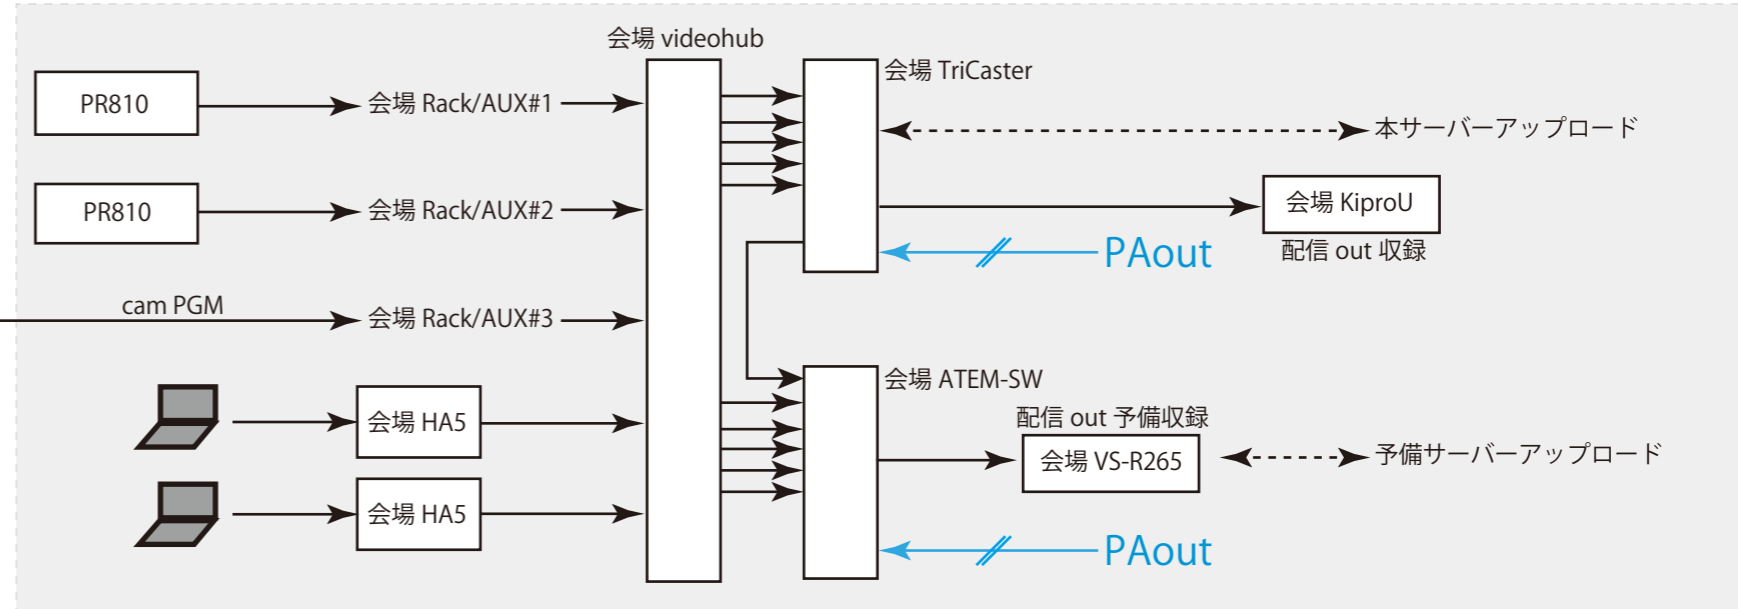 会場 videohub
会場 TriCaster
PR810
会場 Rack/AUX#1
本サーバーアップロード
PR810
会場 Rack/AUX#2
会場 KiproU
配信 out 収録
PAout
cam PGM
会場 Rack/AUX#3
会場 ATEM-SW
会場 HA5
配信 out 予備収録
会場 VS-R265
予備サーバーアップロード
会場 HA5
PAout